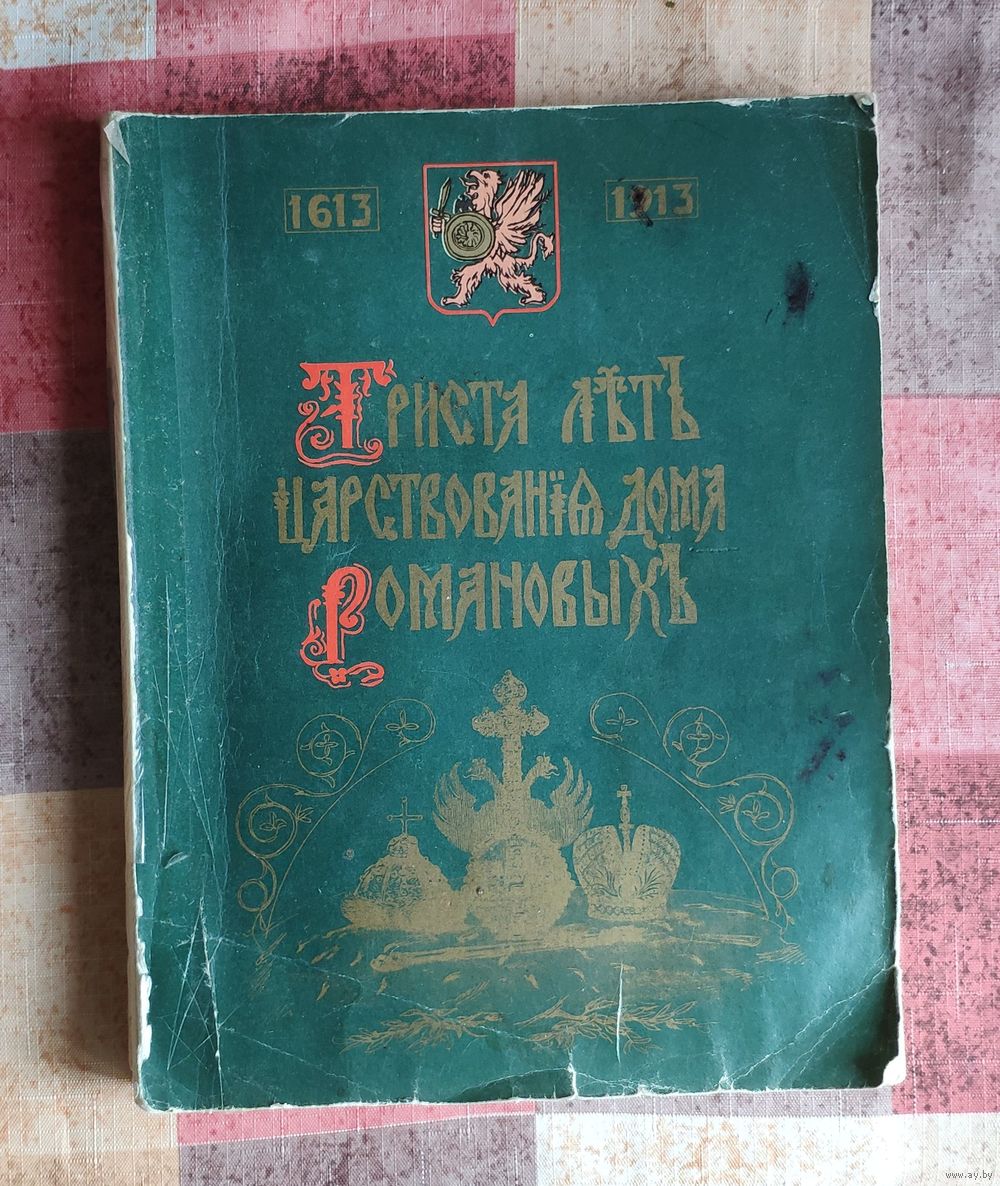 1613 1913
Триста лѣтъ
царствованія дома
Романовыхъ
www.ay.by